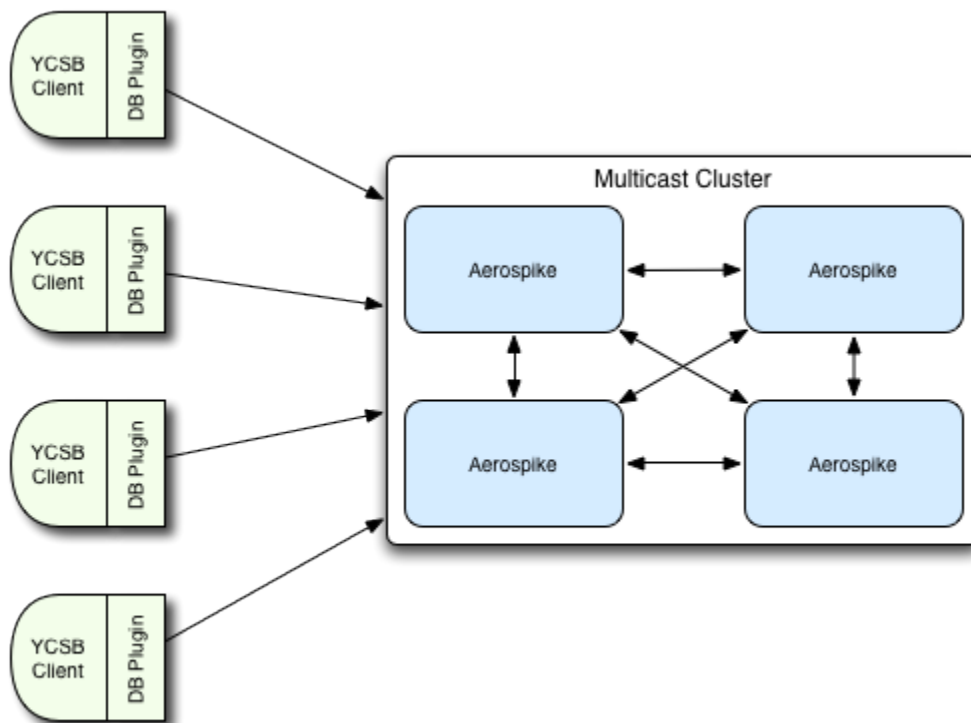 YCSB
Client
DB Plugin
Multicast Cluster
YCSB
Client
DB Plugin
Aerospike
Aerospike
YCSB
Client
DB Plugin
Aerospike
Aerospike
YCSB
Client
DB Plugin